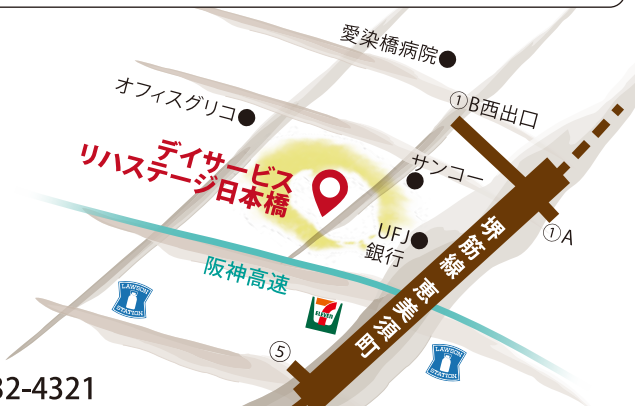 愛染橋病院
オフィスグリコ
①B西出口
デイサービス
リハステージ日本橋
サンコー
①A
UFJ
銀行
堺筋線 恵美須町
阪神高速
LAWSON
STATION
7
ELEVEN
⑤
LAWSON
STATION
32-4321